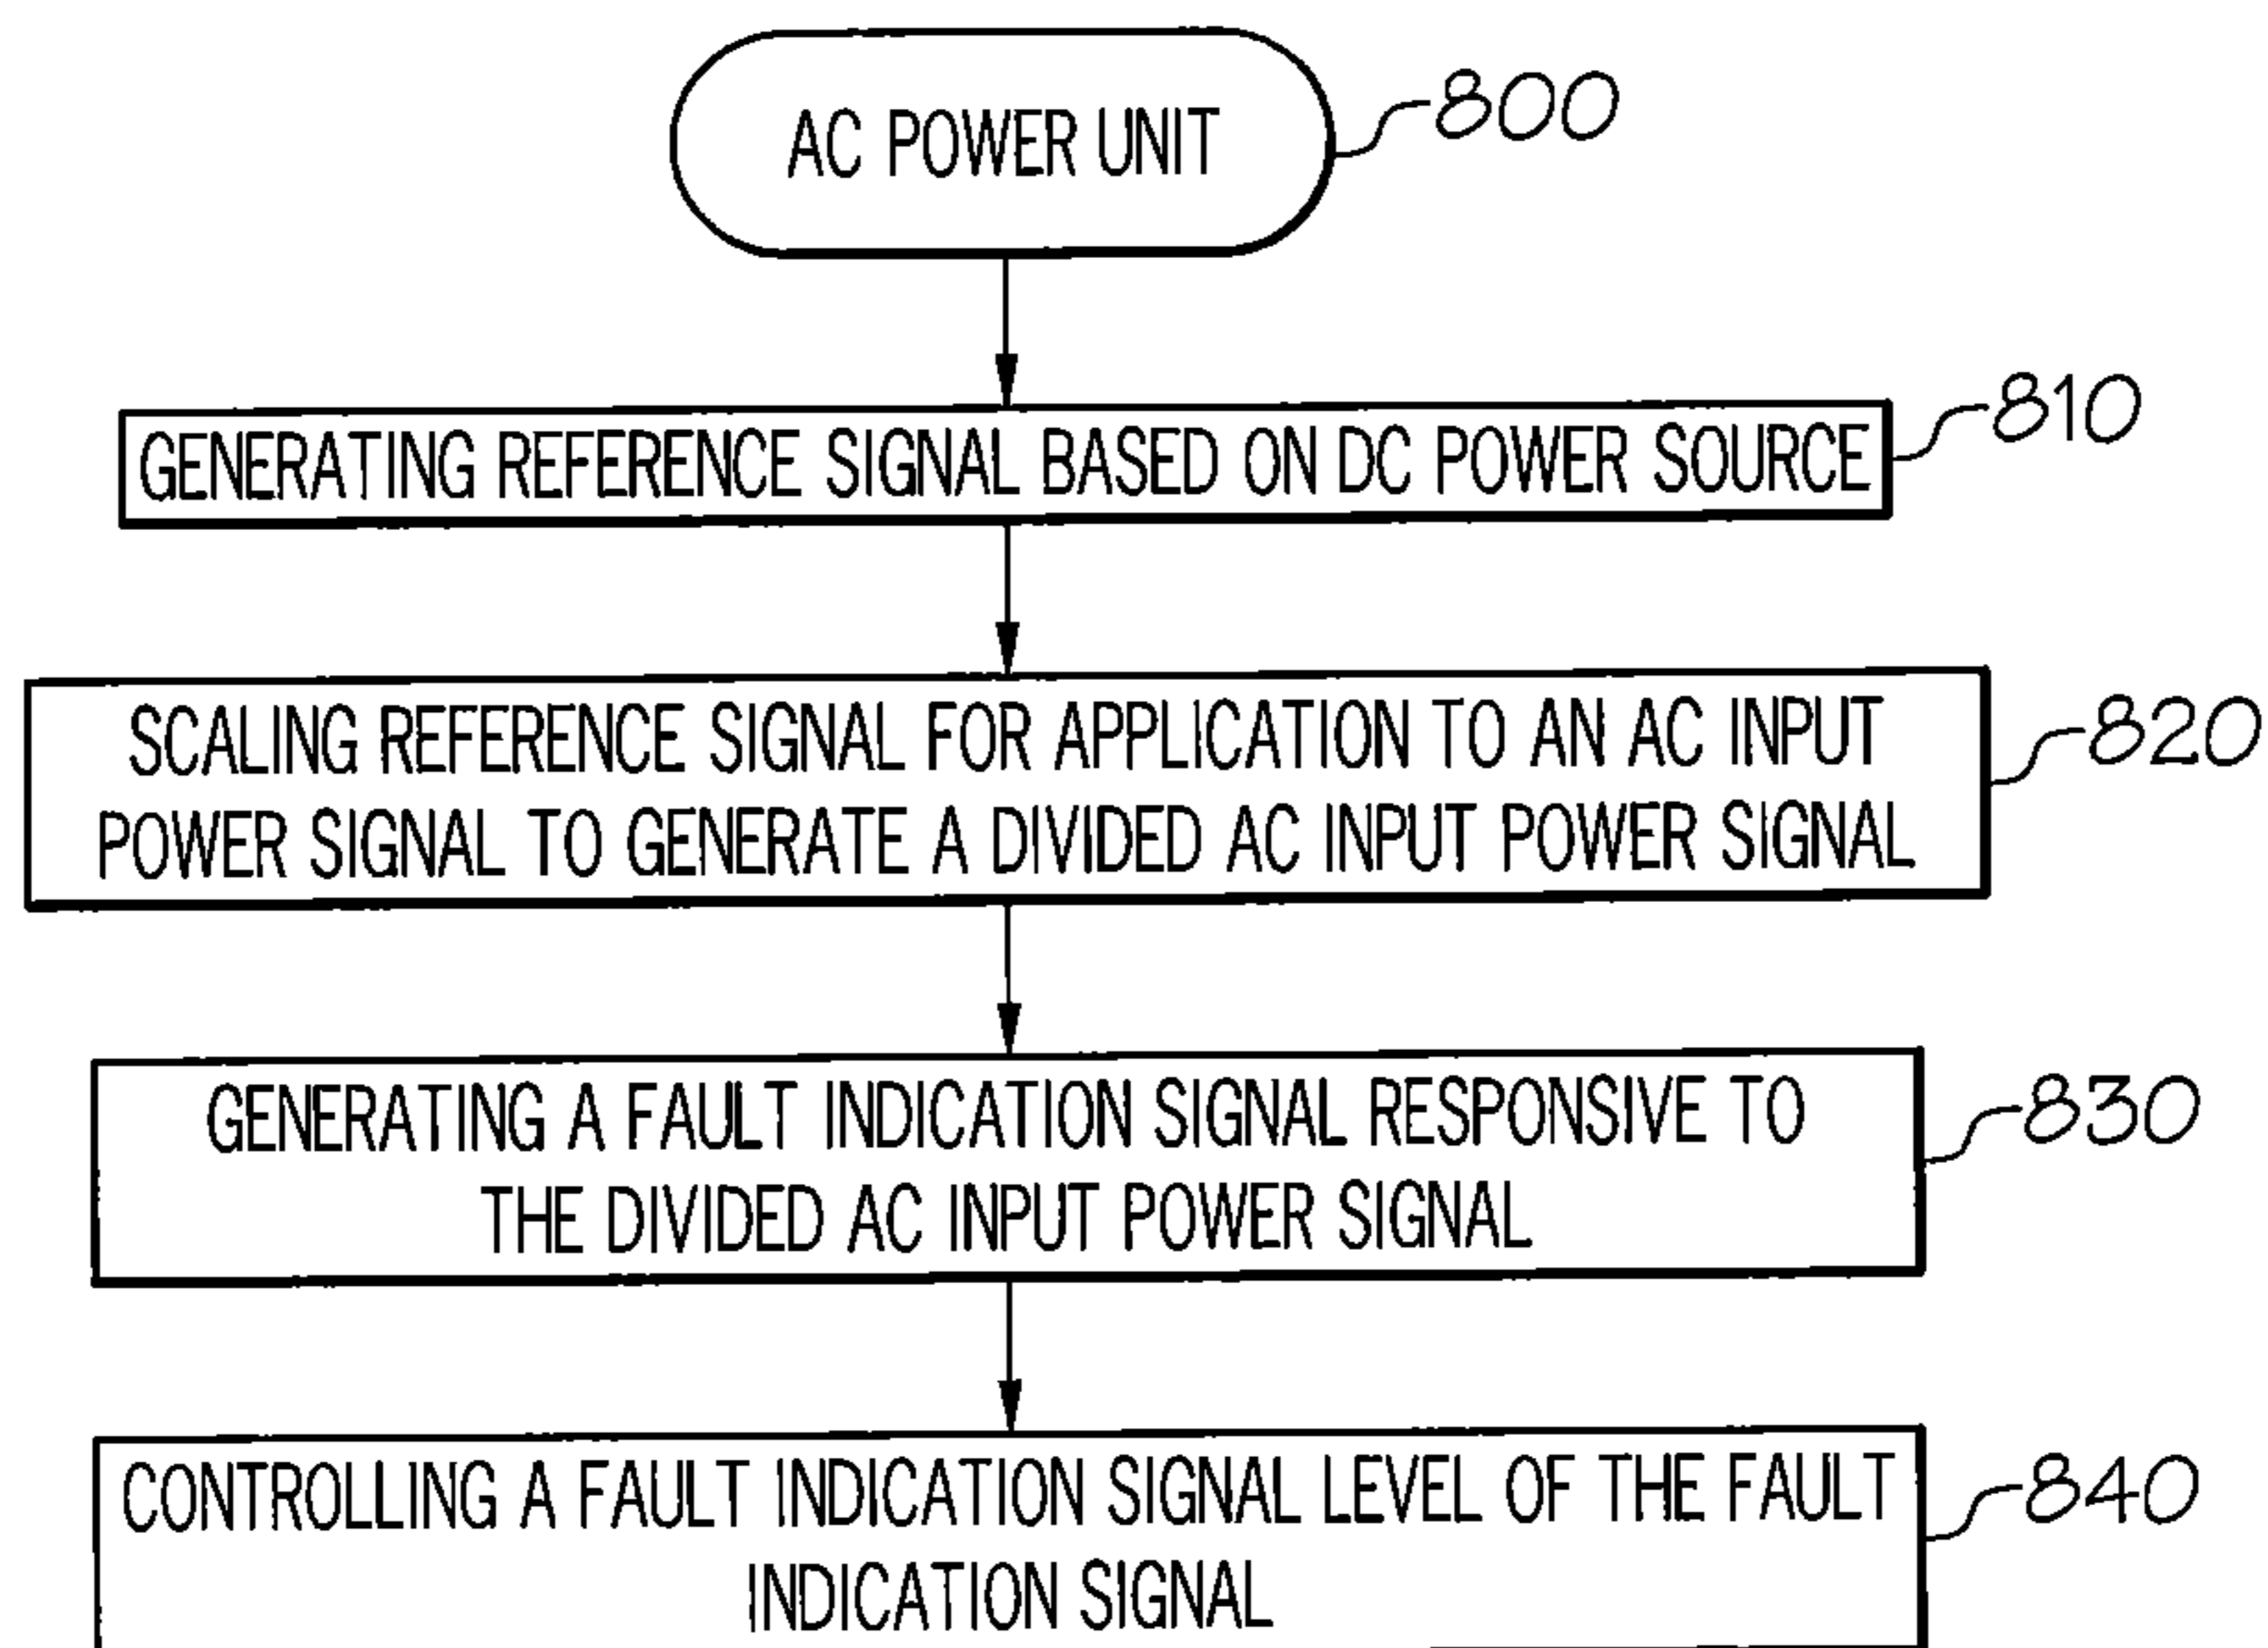 AC POWER UNIT
800
GENERATING REFERENCE SIGNAL BASED ON DC POWER SOURCE
810
SCALING REFERENCE SIGNAL FOR APPLICATION TO AN AC INPUT
POWER SIGNAL TO GENERATE A DIVIDED AC INPUT POWER SIGNAL
820
GENERATING A FAULT INDICATION SIGNAL RESPONSIVE TO
THE DIVIDED AC INPUT POWER SIGNAL
830
CONTROLLING A FAULT INDICATION SIGNAL LEVEL OF THE FAULT
INDICATION SIGNAL
840